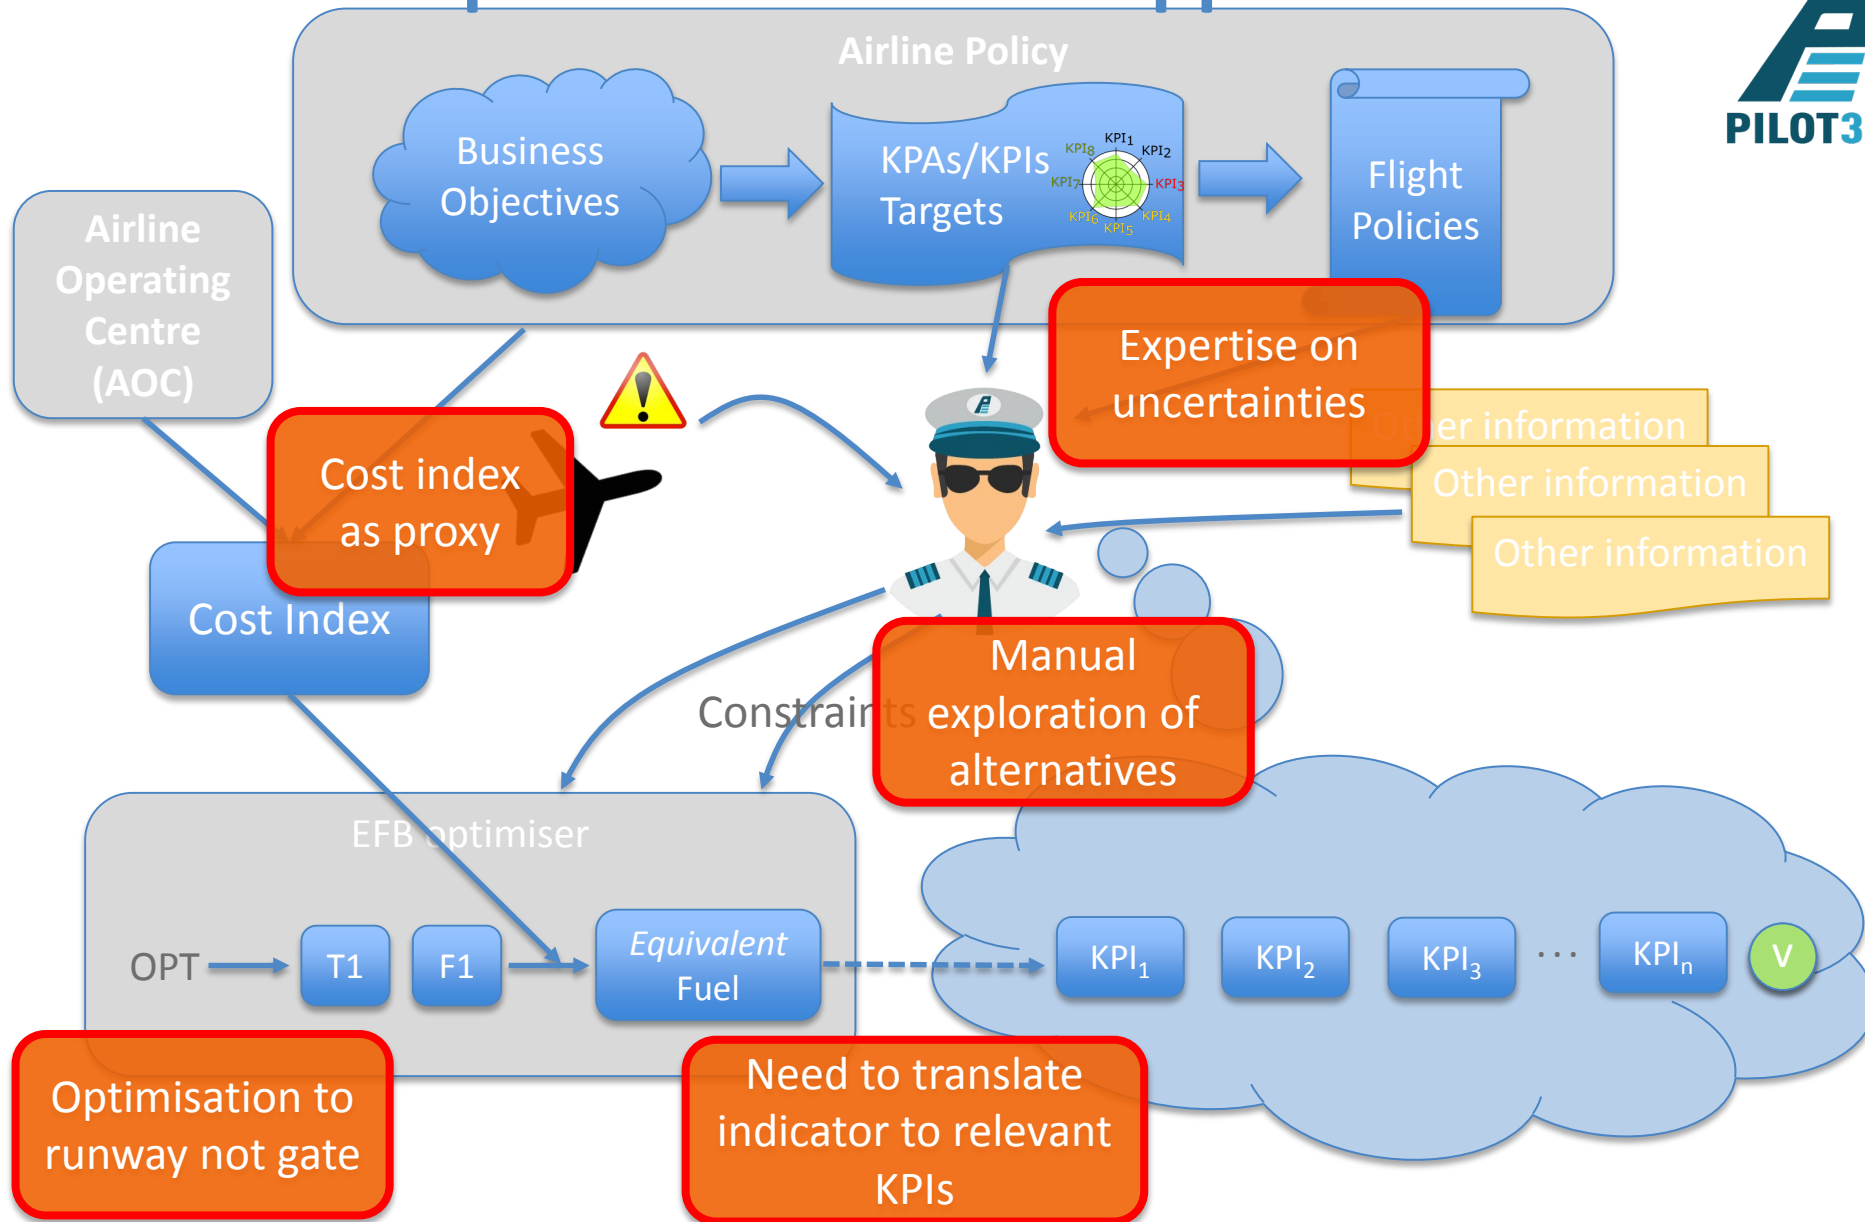 Airline Policy
Business
Objectives
KPAs/KPIs
Targets
KPI1
KPI2
KPI3
KPI4
KPI5
KPI6
KPI7
KPI8
Flight
Policies
PILOT3
Airline
Operating
Centre
(AOC)
Expertise on
uncertainties
Other information
Other information
Other information
Cost index
as proxy
Cost Index
Manual
exploration of
alternatives
Constraints
EFB optimiser
OPT
T1
F1
Equivalent
Fuel
KPI1
KPI2
KPI3
...
KPIn
V
Optimisation to
runway not gate
Need to translate
indicator to relevant
KPIs